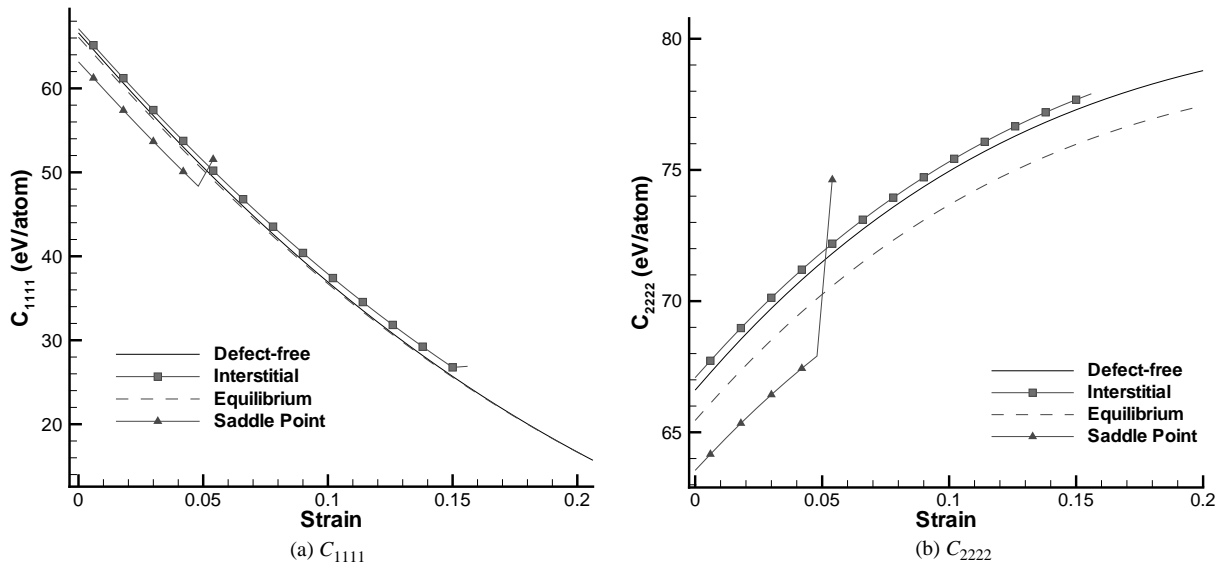 60
50
40
30
20
C1111 (eV/atom)
Defect-free
Interstitial
Equilibrium
Saddle Point
0
0.05
0.1
0.15
0.2
Strain
(a) C1111
80
75
70
65
C2222 (eV/atom)
Defect-free
Interstitial
Equilibrium
Saddle Point
0
0.05
0.1
0.15
0.2
Strain
(b) C2222